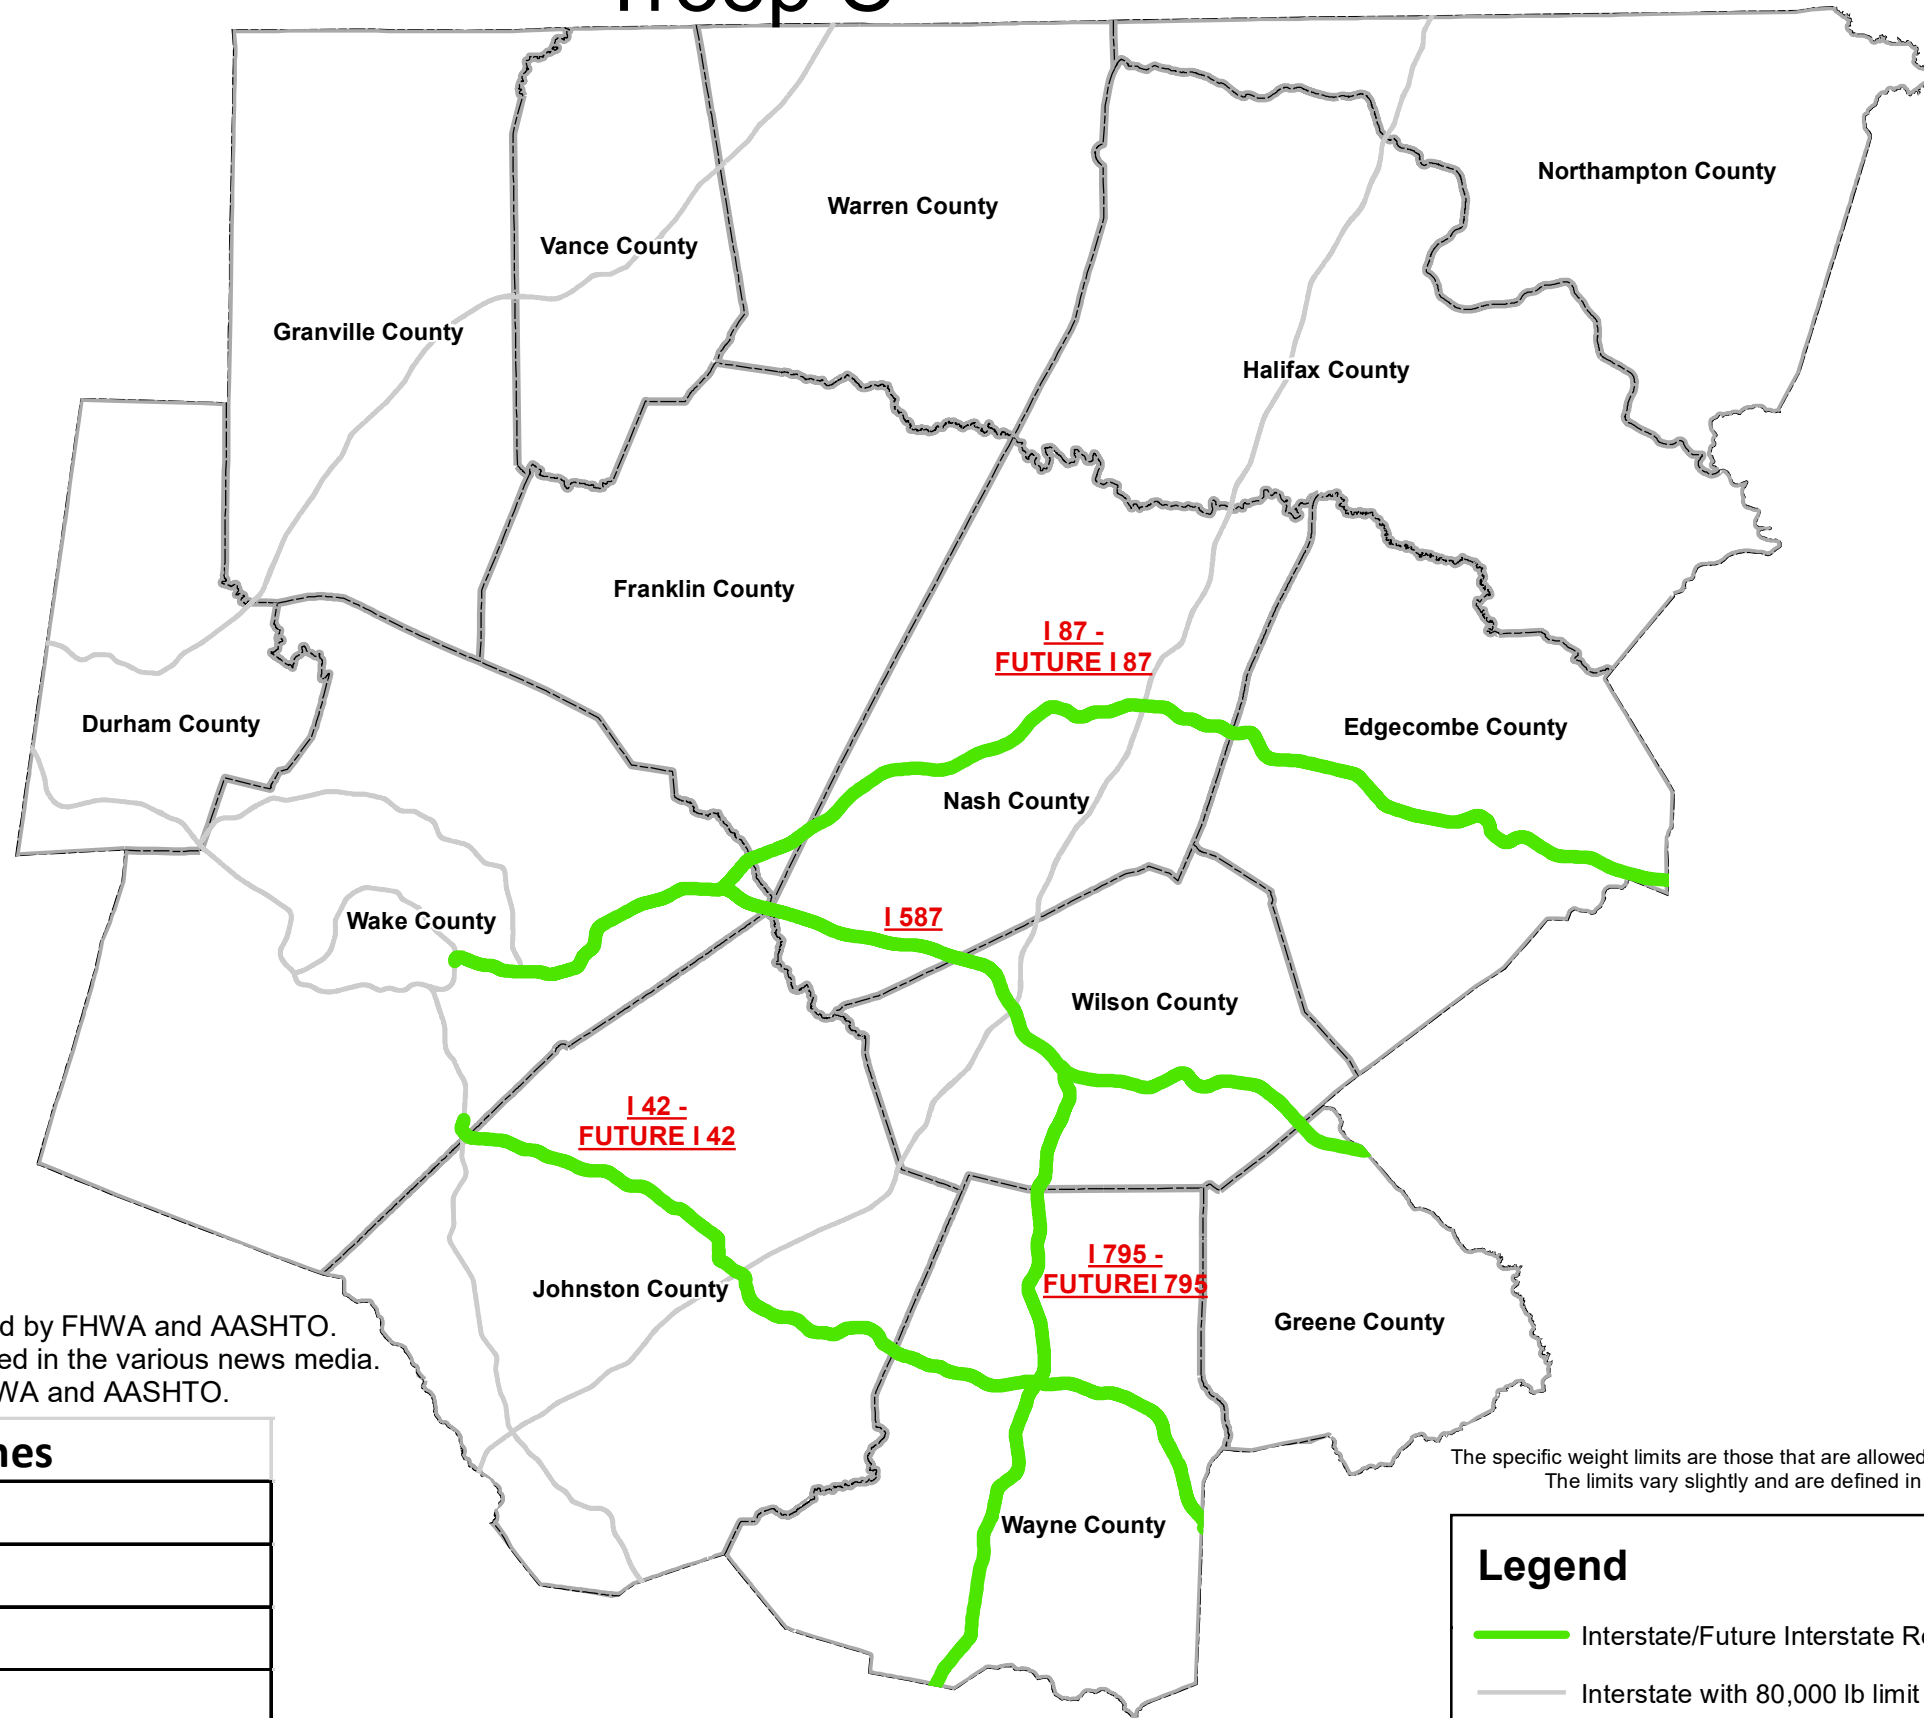 Northampton County
Warren County
Vance County
Granville County
Halifax County
Franklin County
I 87 -
FUTURE I 87
Durham County
Edgecombe County
Nash County
Wake County
I 587
Wilson County
I 42 -
FUTURE I 42
I 795 -
FUTUREI 795
Johnston County
Greene County
d by FHWA and AASHTO.
ed in the various news media.
WA and AASHTO.
nes
The specific weight limits are those that are allowed
The limits vary slightly and are defined in
Wayne County
Legend
Interstate/Future Interstate R
Interstate with 80,000 lb limit